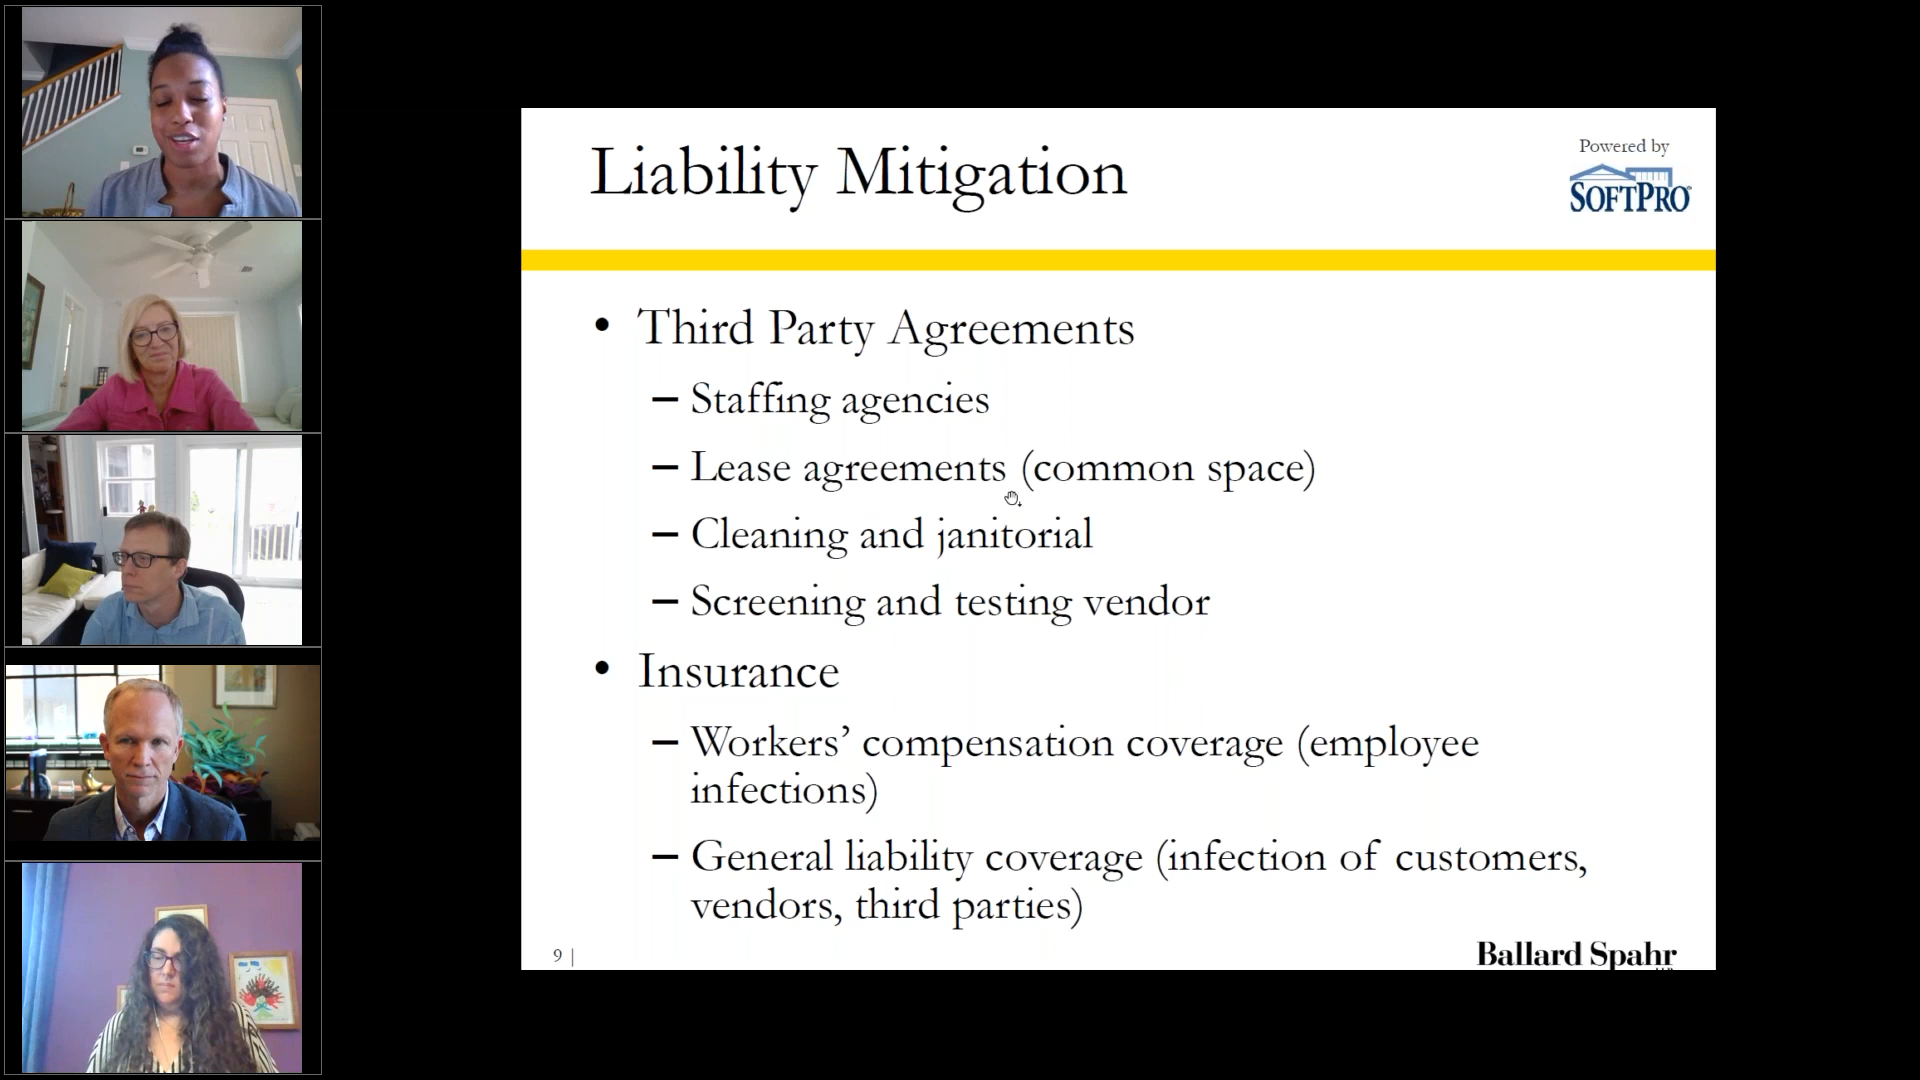 Liability Mitigation
Powered by
SOFTPRO
• Third Party Agreements
– Staffing agencies
– Lease agreements (common space)
– Cleaning and janitorial
– Screening and testing vendor
• Insurance
– Workers’ compensation coverage (employee
infections)
– General liability coverage (infection of customers,
vendors, third parties)
9 |
Ballard Spahr